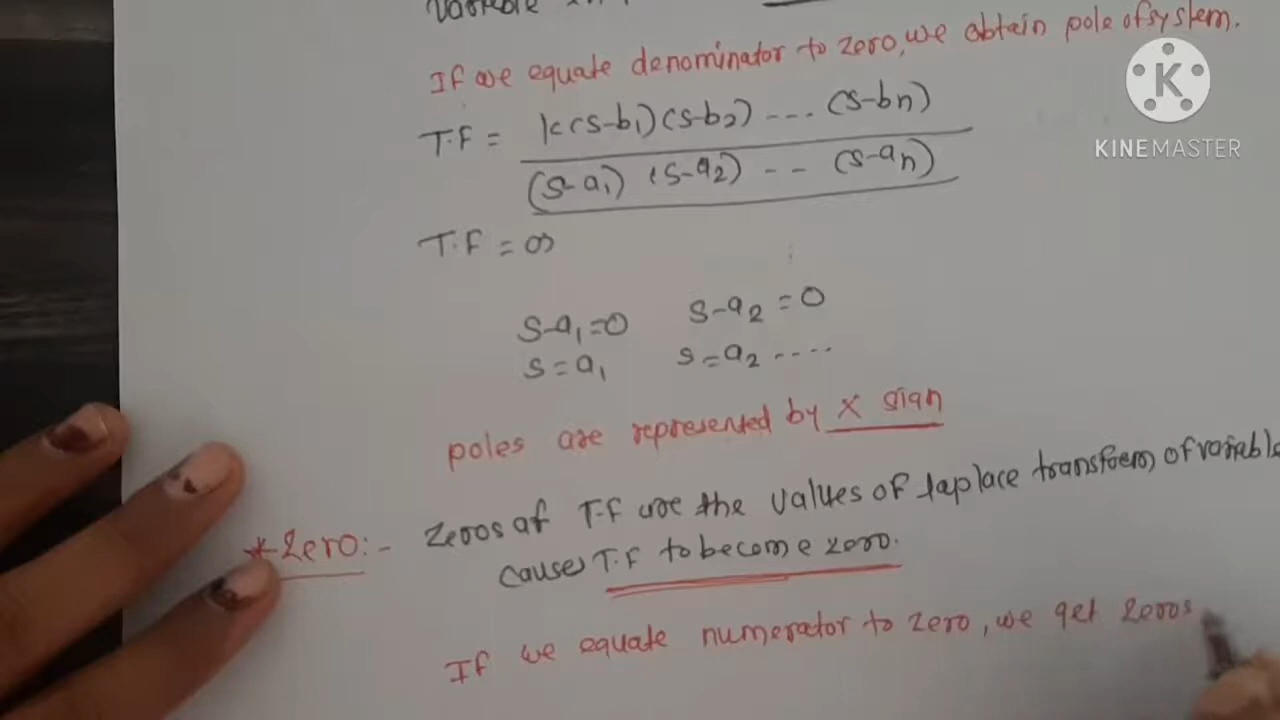 Variable
If we equate denominator to zero, we obtain pole of system.
T.F = K(s-b1)(s-b2) --- (s-bn)
(s-a1) (s-a2) -- (s-an)
T.F = ∞
s-a1=0 s-a2=0
s=a1 s=a2 ----
poles are represented by X sign
*Zero:- Zeros of T.F are the values of laplace transform of variable
cause T.F to become zero.
If we equate numerator to zero, we get zeros
K
KINEMASTER